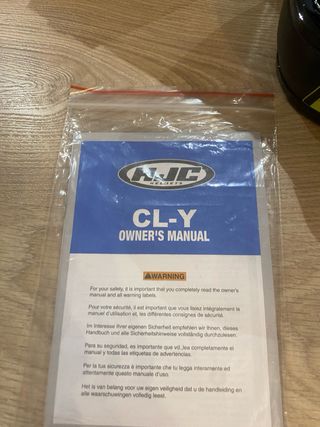 HJC
HELMETS
CL-Y
OWNER'S MANUAL
WARNING
For your safety, it is important that you completely read the owner's
manual and all warning labels.
Pour votre sécurité, il est important que vous lisez intégralement le
manuel d'utilisation et, les différentes consignes de sécurité.
Im Interesse Ihrer eigenen Sicherheit empfehlen wir Ihnen, dieses
Handbuch und alle Sicherheitshinweise vollständig durchzulesen.
Para su seguridad, es importante que vd.,lea completamente el
manual y todas las etiquetas de advertencias.
Per la tua sicurezza è importante che tu legga interamente ed
attentamente questo manuale d'uso.
Het is van belang voor uw eigen veiligheid dat u de handleiding en
alle waarschuwingen volledig leest.